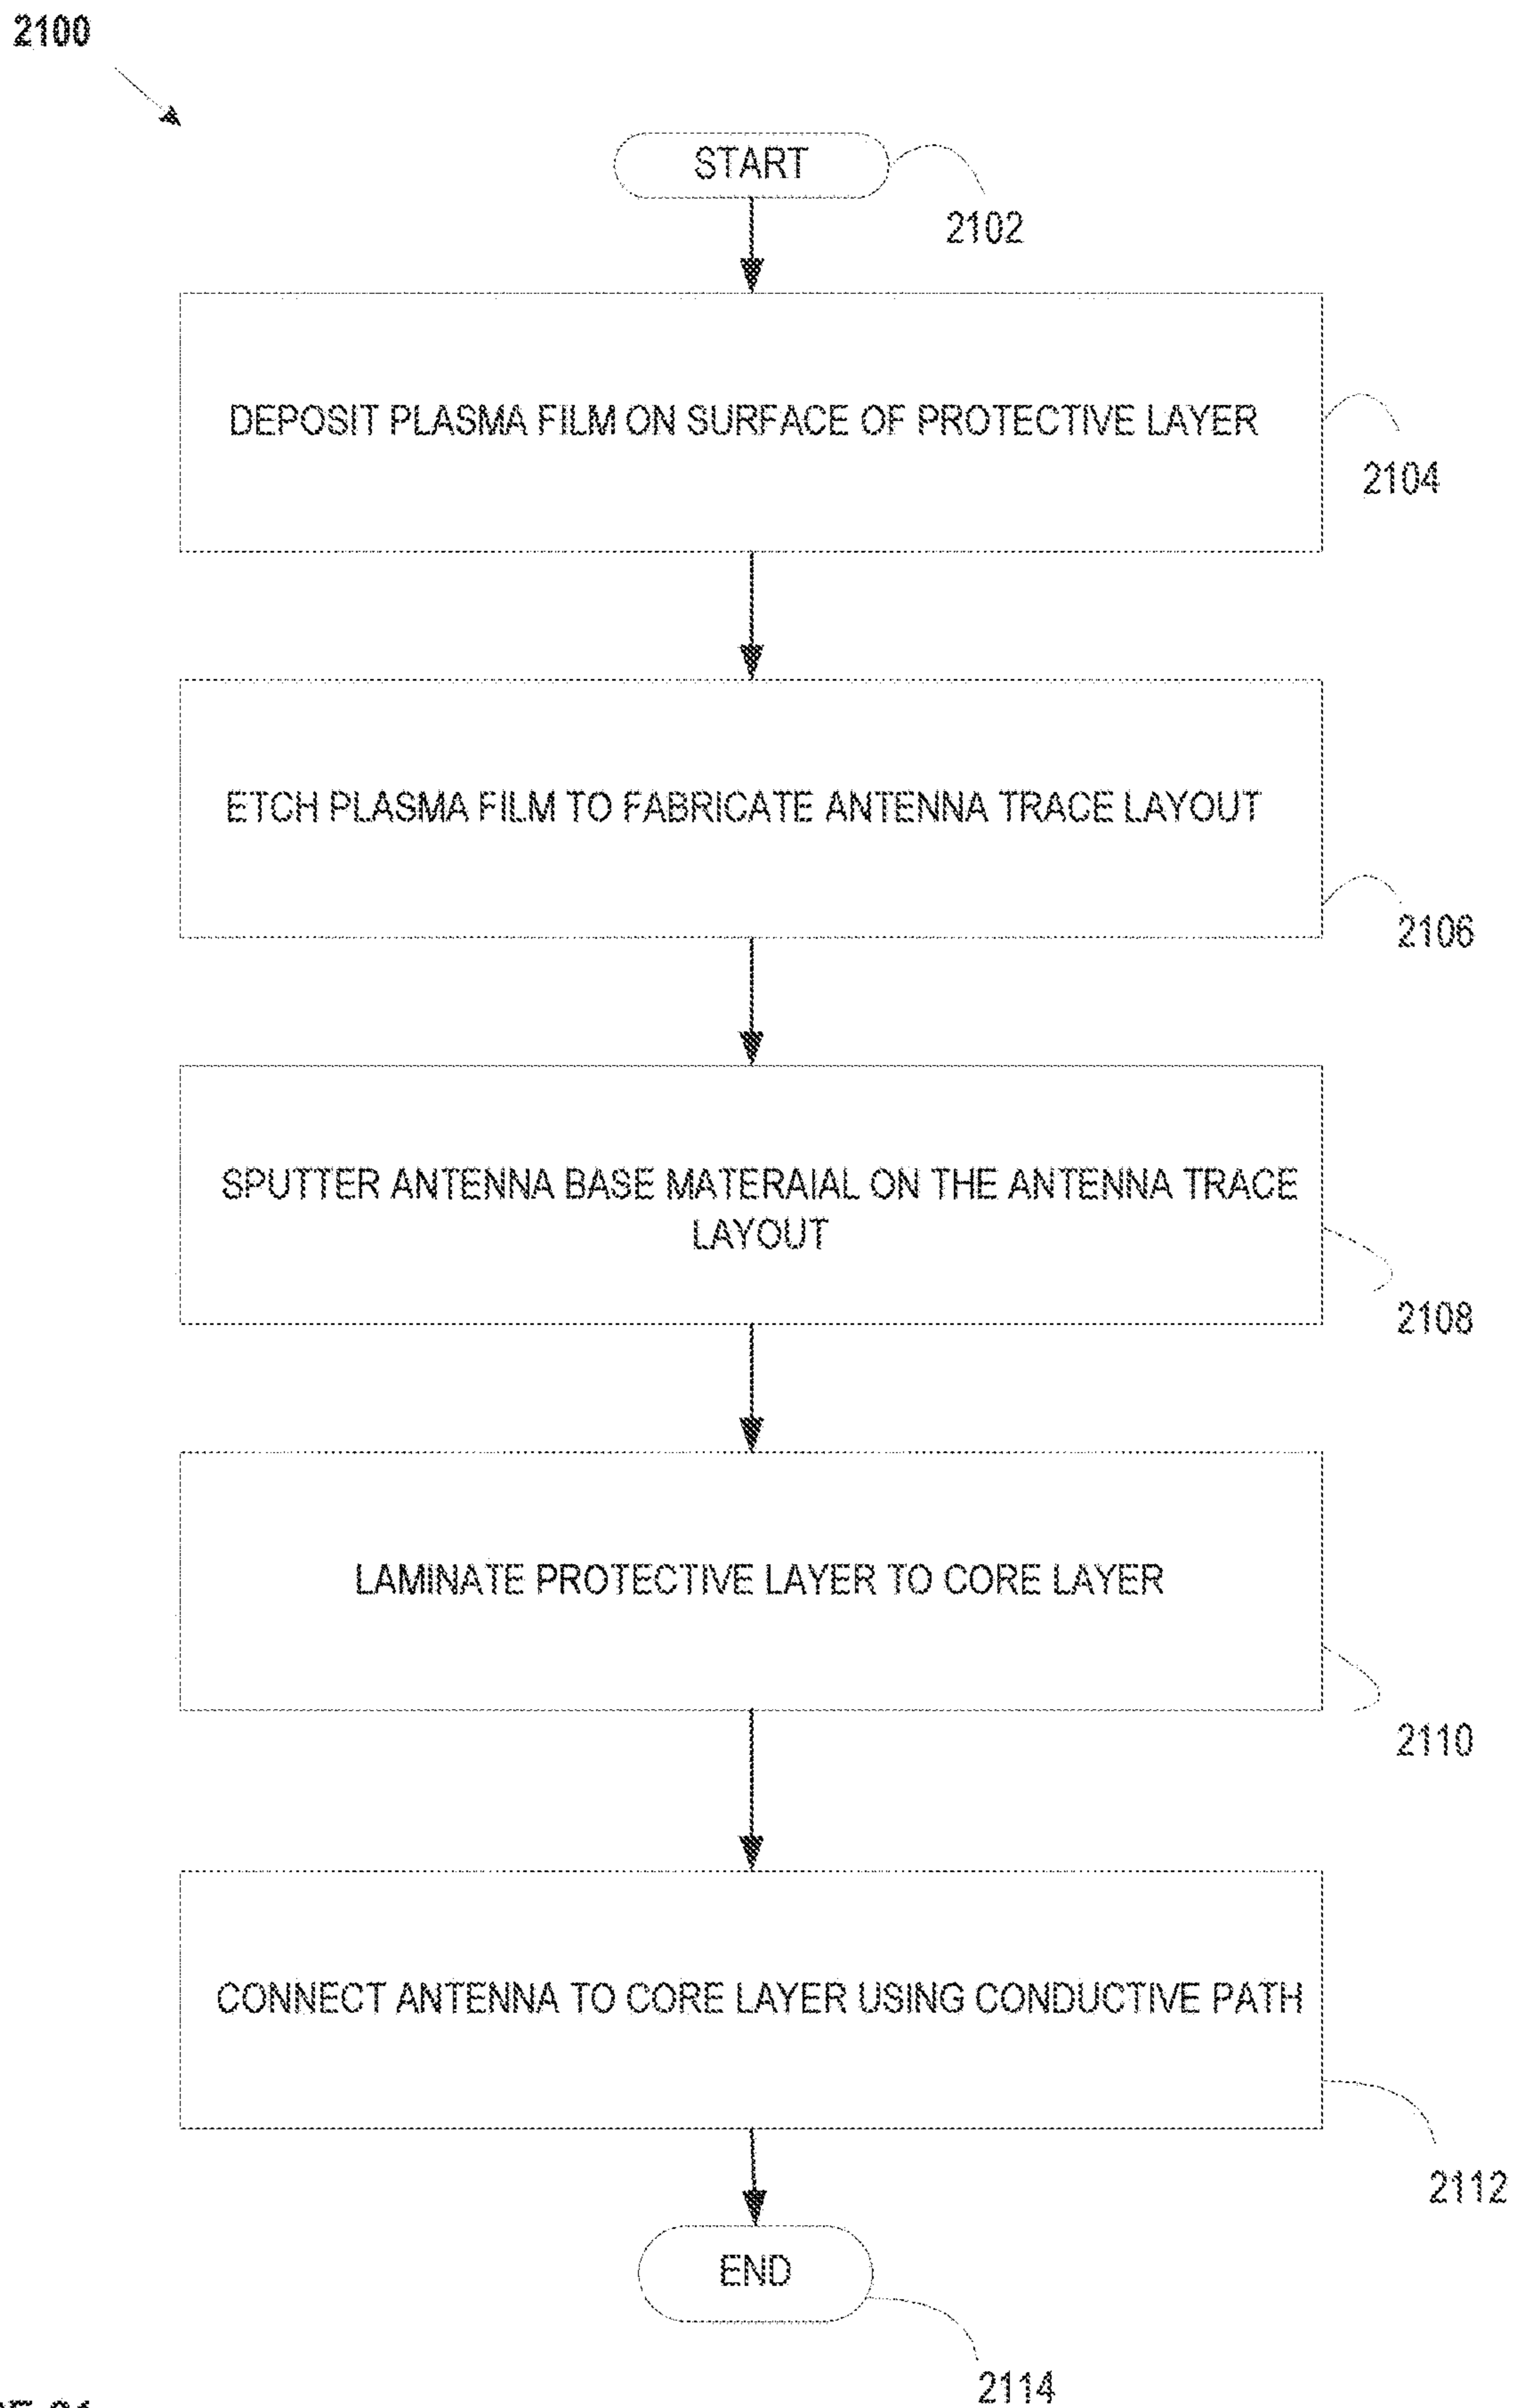 2100
START
2102
DEPOSIT PLASMA FILM ON SURFACE OF PROTECTIVE LAYER
2104
ETCH PLASMA FILM TO FABRICATE ANTENNA TRACE LAYOUT
2106
SPUTTER ANTENNA BASE MATERAIAL ON THE ANTENNA TRACE
LAYOUT
2108
LAMINATE PROTECTIVE LAYER TO CORE LAYER
2110
CONNECT ANTENNA TO CORE LAYER USING CONDUCTIVE PATH
2112
END
2114